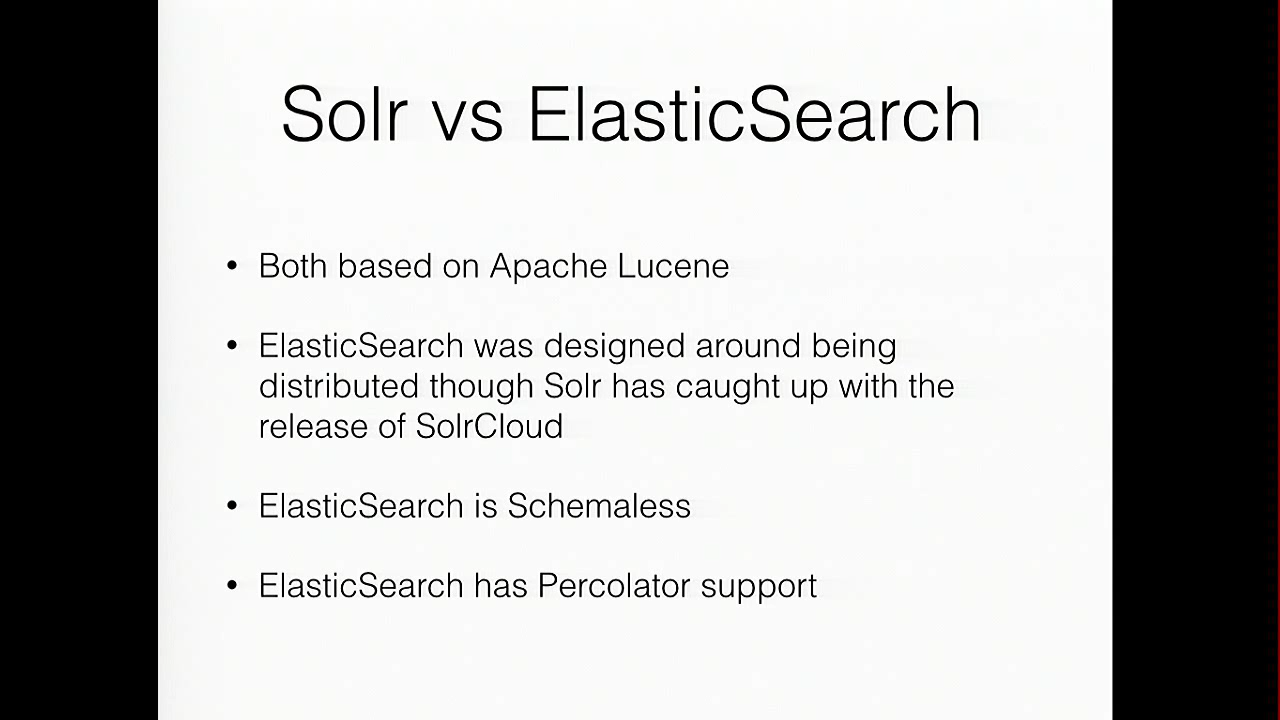 Solr vs ElasticSearch
• Both based on Apache Lucene
• ElasticSearch was designed around being
distributed though Solr has caught up with the
release of SolrCloud
• ElasticSearch is Schemaless
• ElasticSearch has Percolator support